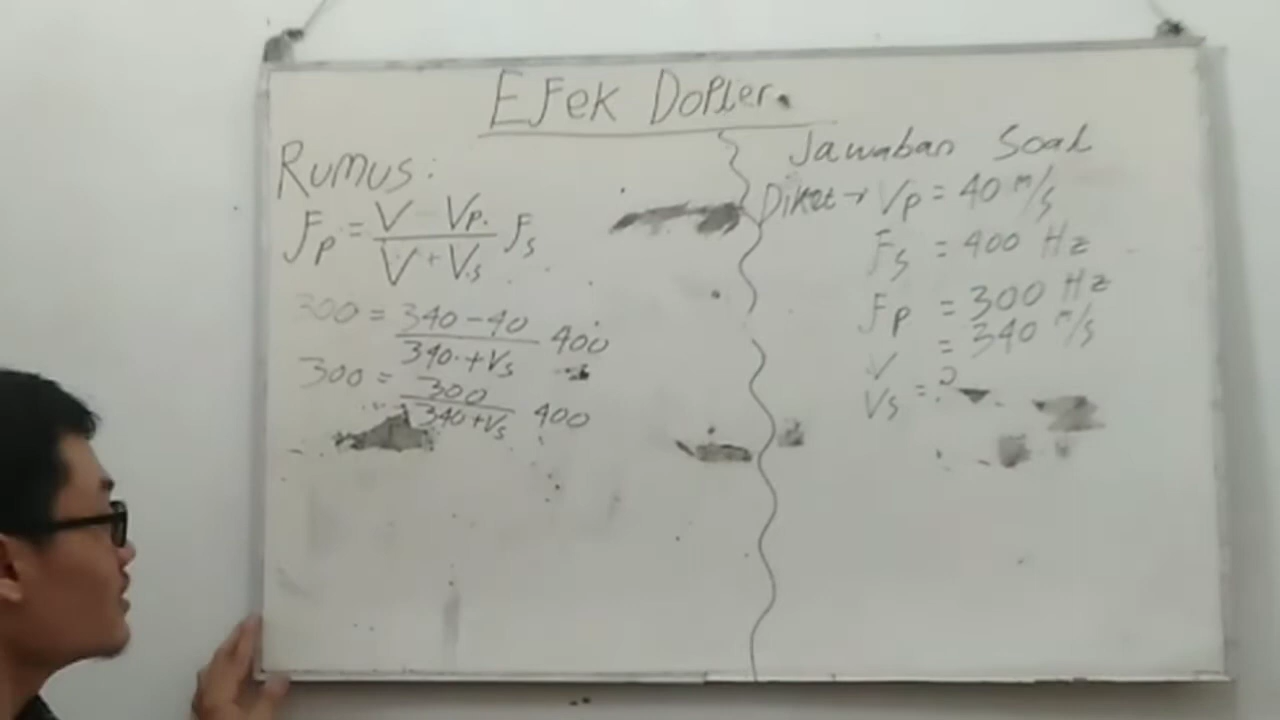 EFek Dopler.
Rumus:
Fp = V Vp. / V + Vs Fs
300 = 340 - 40 / 340 + Vs 400
300 = 300 / 340 + Vs 400
Jawaban Soal
Diket → Vp = 40 m/s
Fs = 400 Hz
Fp = 300 Hz
V = 340 m/s
Vs = ?